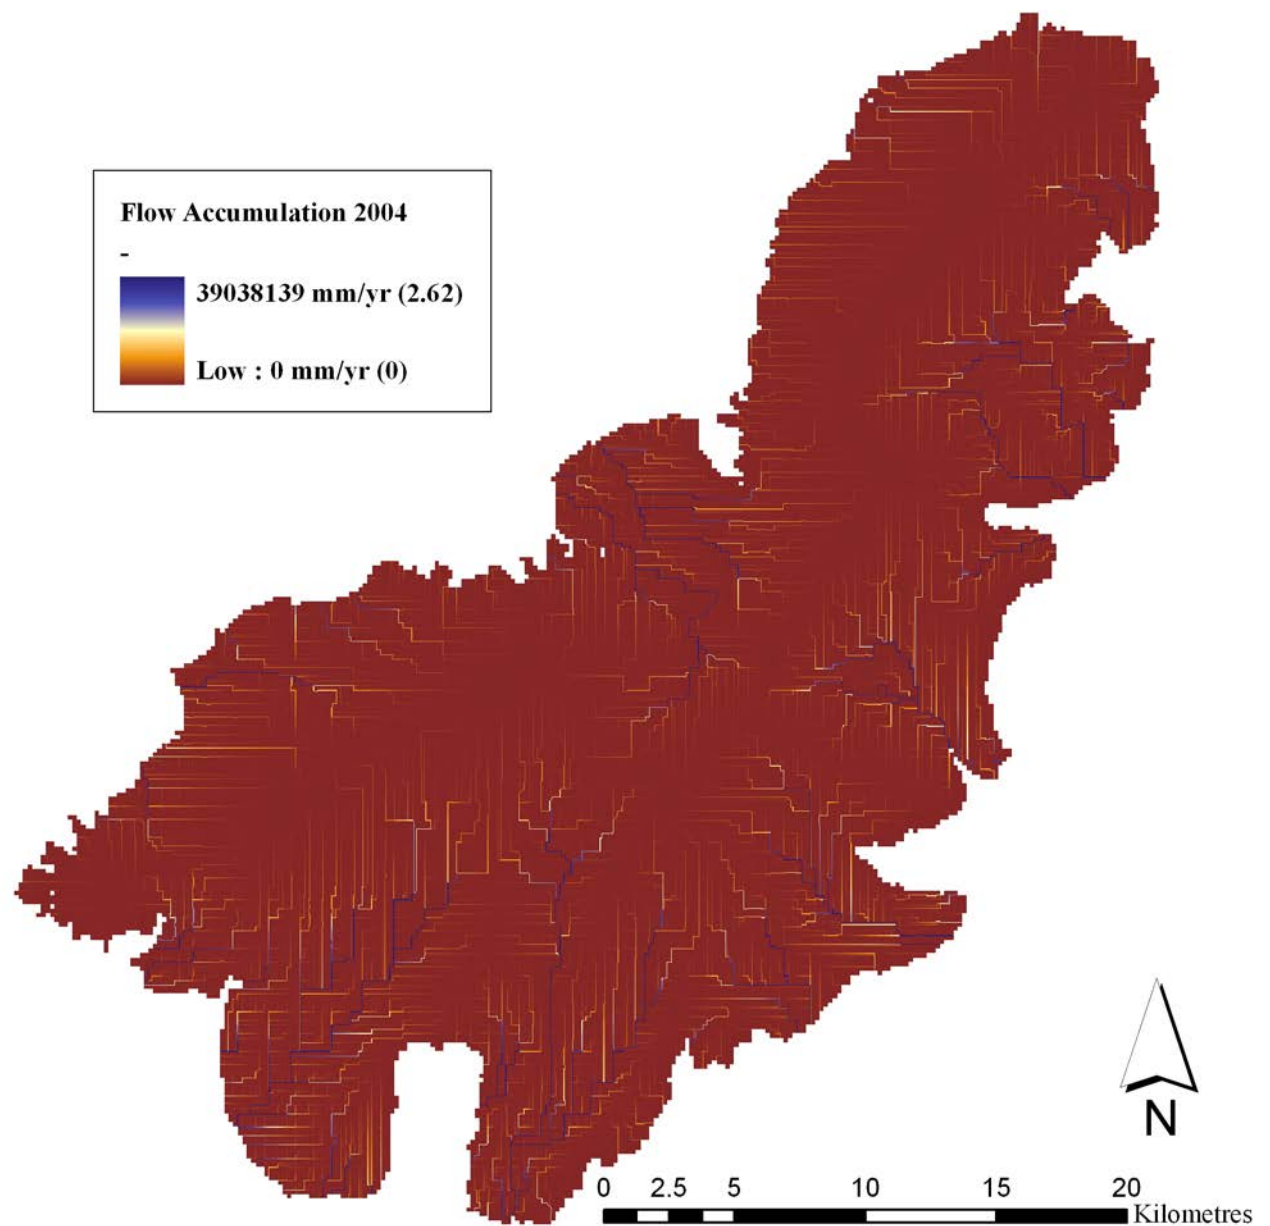 Flow Accumulation 2004
-
39038139 mm/yr (2.62)
Low : 0 mm/yr (0)
N
0 2.5 5 10 15 20
Kilometres